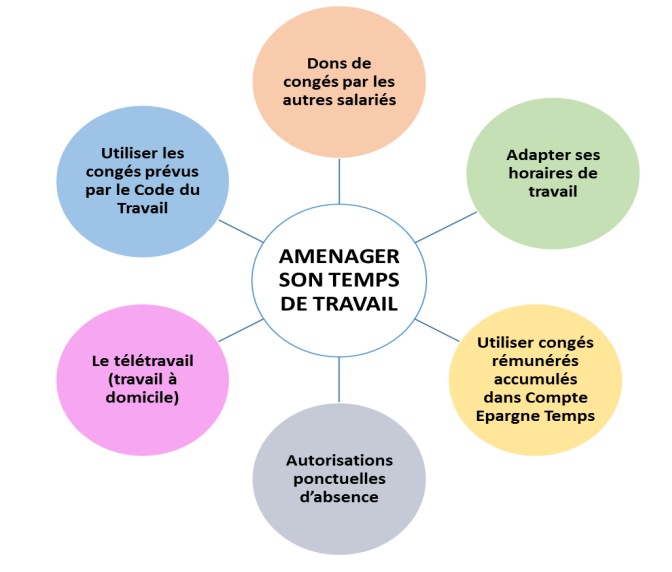 Dons de
congés par les
autres salariés
Utiliser les
congés prévus
par le Code du
Travail
Adapter ses
horaires de
travail
AMENAGER
SON TEMPS
DE TRAVAIL
Le télétravail
(travail à
domicile)
Utiliser congés
rémunérés
accumulés
dans Compte
Epargne Temps
Autorisations
ponctuelles
d’absence